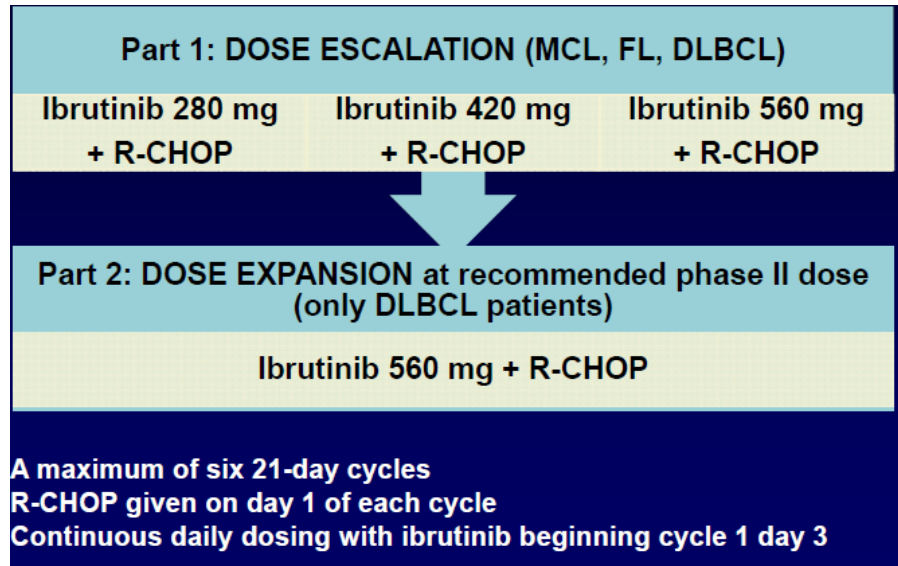 Part 1: DOSE ESCALATION (MCL, FL, DLBCL)
Ibrutinib 280 mg
+ R-CHOP
Ibrutinib 420 mg
+ R-CHOP
Ibrutinib 560 mg
+ R-CHOP
Part 2: DOSE EXPANSION at recommended phase II dose
(only DLBCL patients)
Ibrutinib 560 mg + R-CHOP
A maximum of six 21-day cycles
R-CHOP given on day 1 of each cycle
Continuous daily dosing with ibrutinib beginning cycle 1 day 3